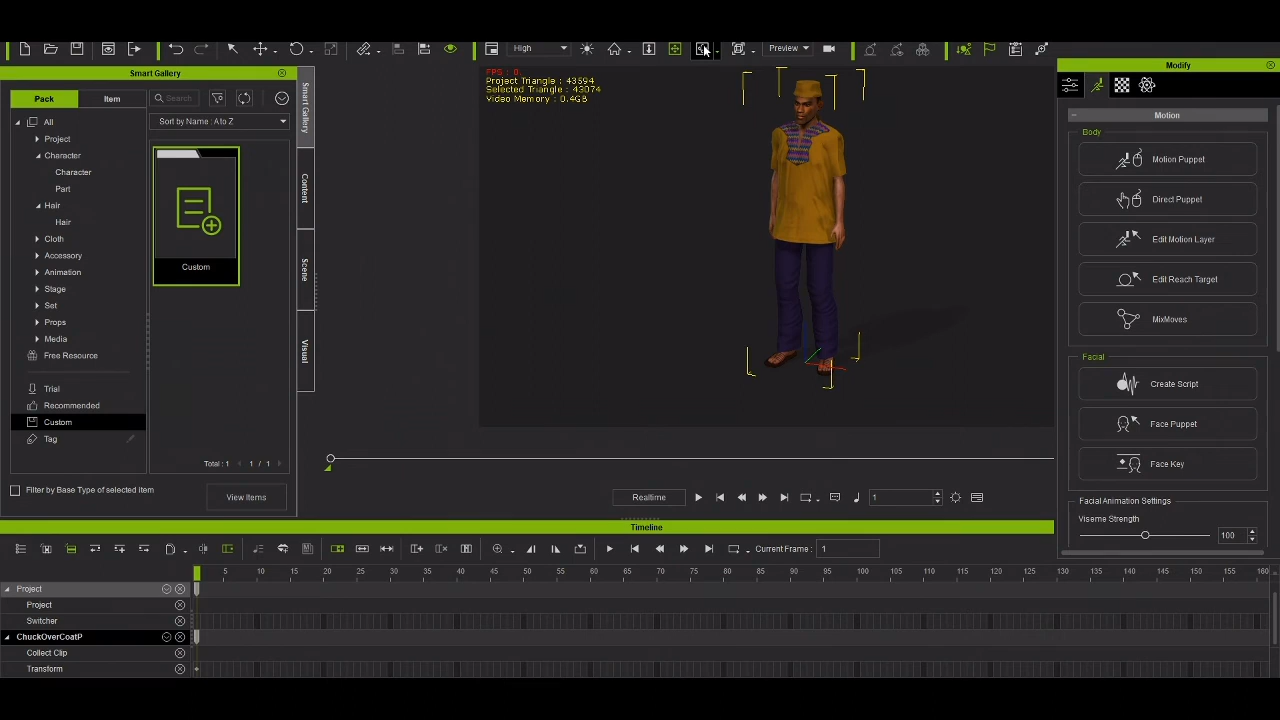 High
Preview
Smart Gallery
Pack
Item
Search
Sort by Name : A to Z
All
Project
Character
Character
Part
Hair
Hair
Cloth
Accessory
Animation
Stage
Set
Props
Media
Free Resource
Trial
Recommended
Custom
Tag
Custom
Total : 1
1 / 1
Filter by Base Type of selected Item
View Items
Smart Gallery
Content
Scene
Visual
FPS : 0
Project Triangle : 43594
Selected Triangle : 43074
Video Memory : 0.4GB
Realtime
1
Modify
Motion
Body
Motion Puppet
Direct Puppet
Edit Motion Layer
Edit Reach Target
MixMoves
Facial
Create Script
Face Puppet
Face Key
Facial Animation Settings
Viseme Strength
100
Timeline
Current Frame : 1
5 10 15 20 25 30 35 40 45 50 55 60 65 70 75 80 85 90 95 100 105 110 115 120 125 130 135 140 145 150 155 160
Project
Project
Switcher
ChuckOverCoatP
Collect Clip
Transform